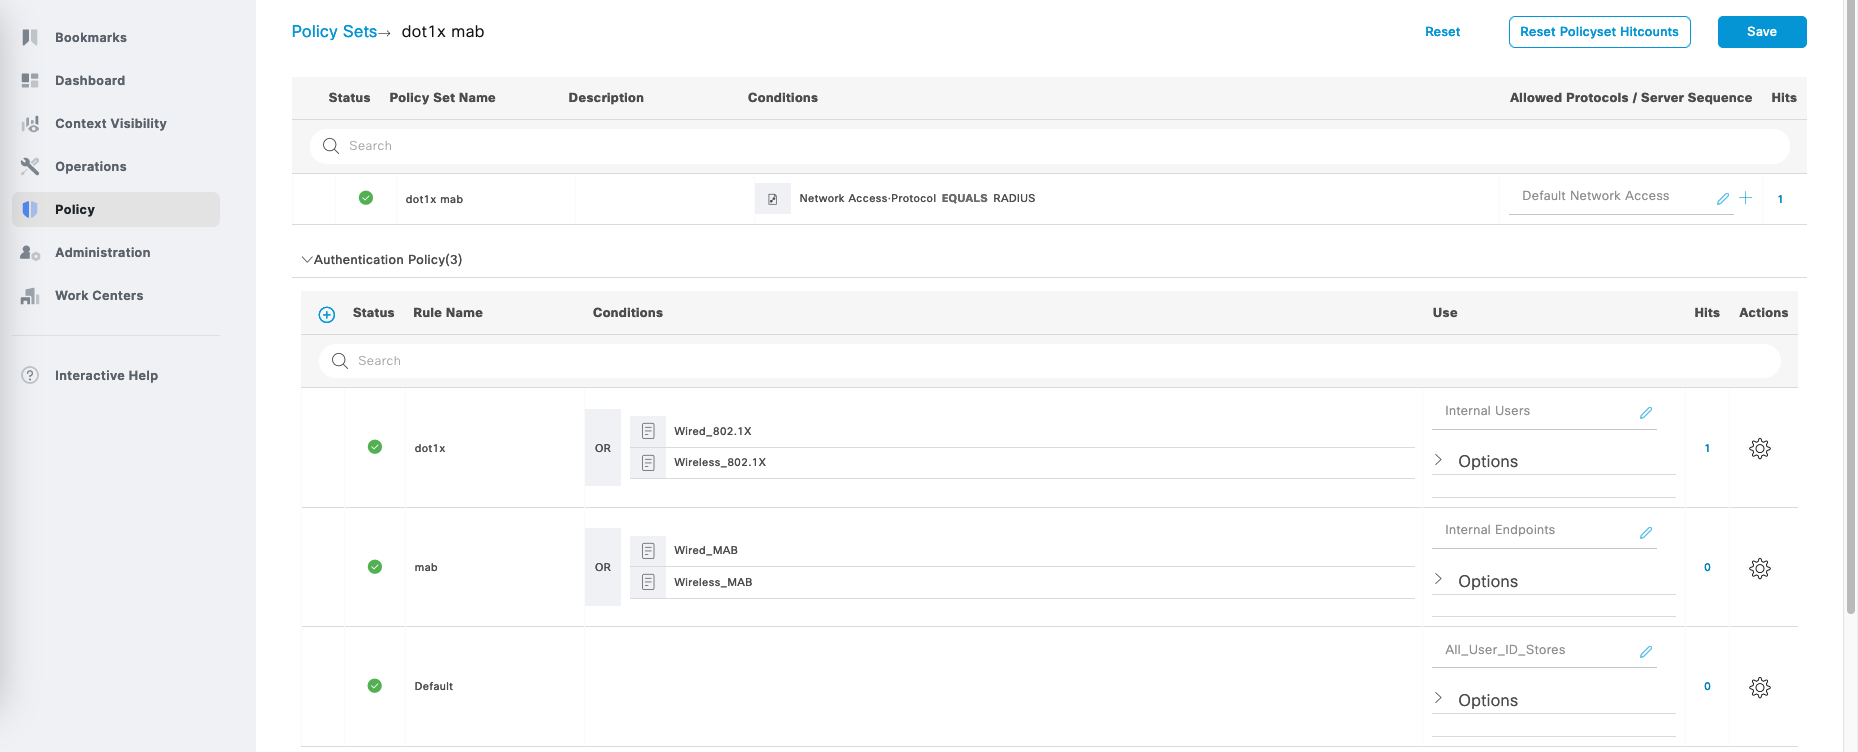 Bookmarks
Dashboard
Context Visibility
Operations
Policy
Administration
Work Centers
Interactive Help
Policy Sets→ dot1x mab
Reset
Reset Policyset Hitcounts
Save
Status Policy Set Name Description Conditions Allowed Protocols / Server Sequence Hits
Search
dot1x mab Network Access·Protocol EQUALS RADIUS Default Network Access 1
Authentication Policy(3)
Status Rule Name Conditions Use Hits Actions
Search
dot1x OR Wired_802.1X Internal Users 1
Wireless_802.1X Options
mab OR Wired_MAB Internal Endpoints 0
Wireless_MAB Options
Default All_User_ID_Stores 0
Options